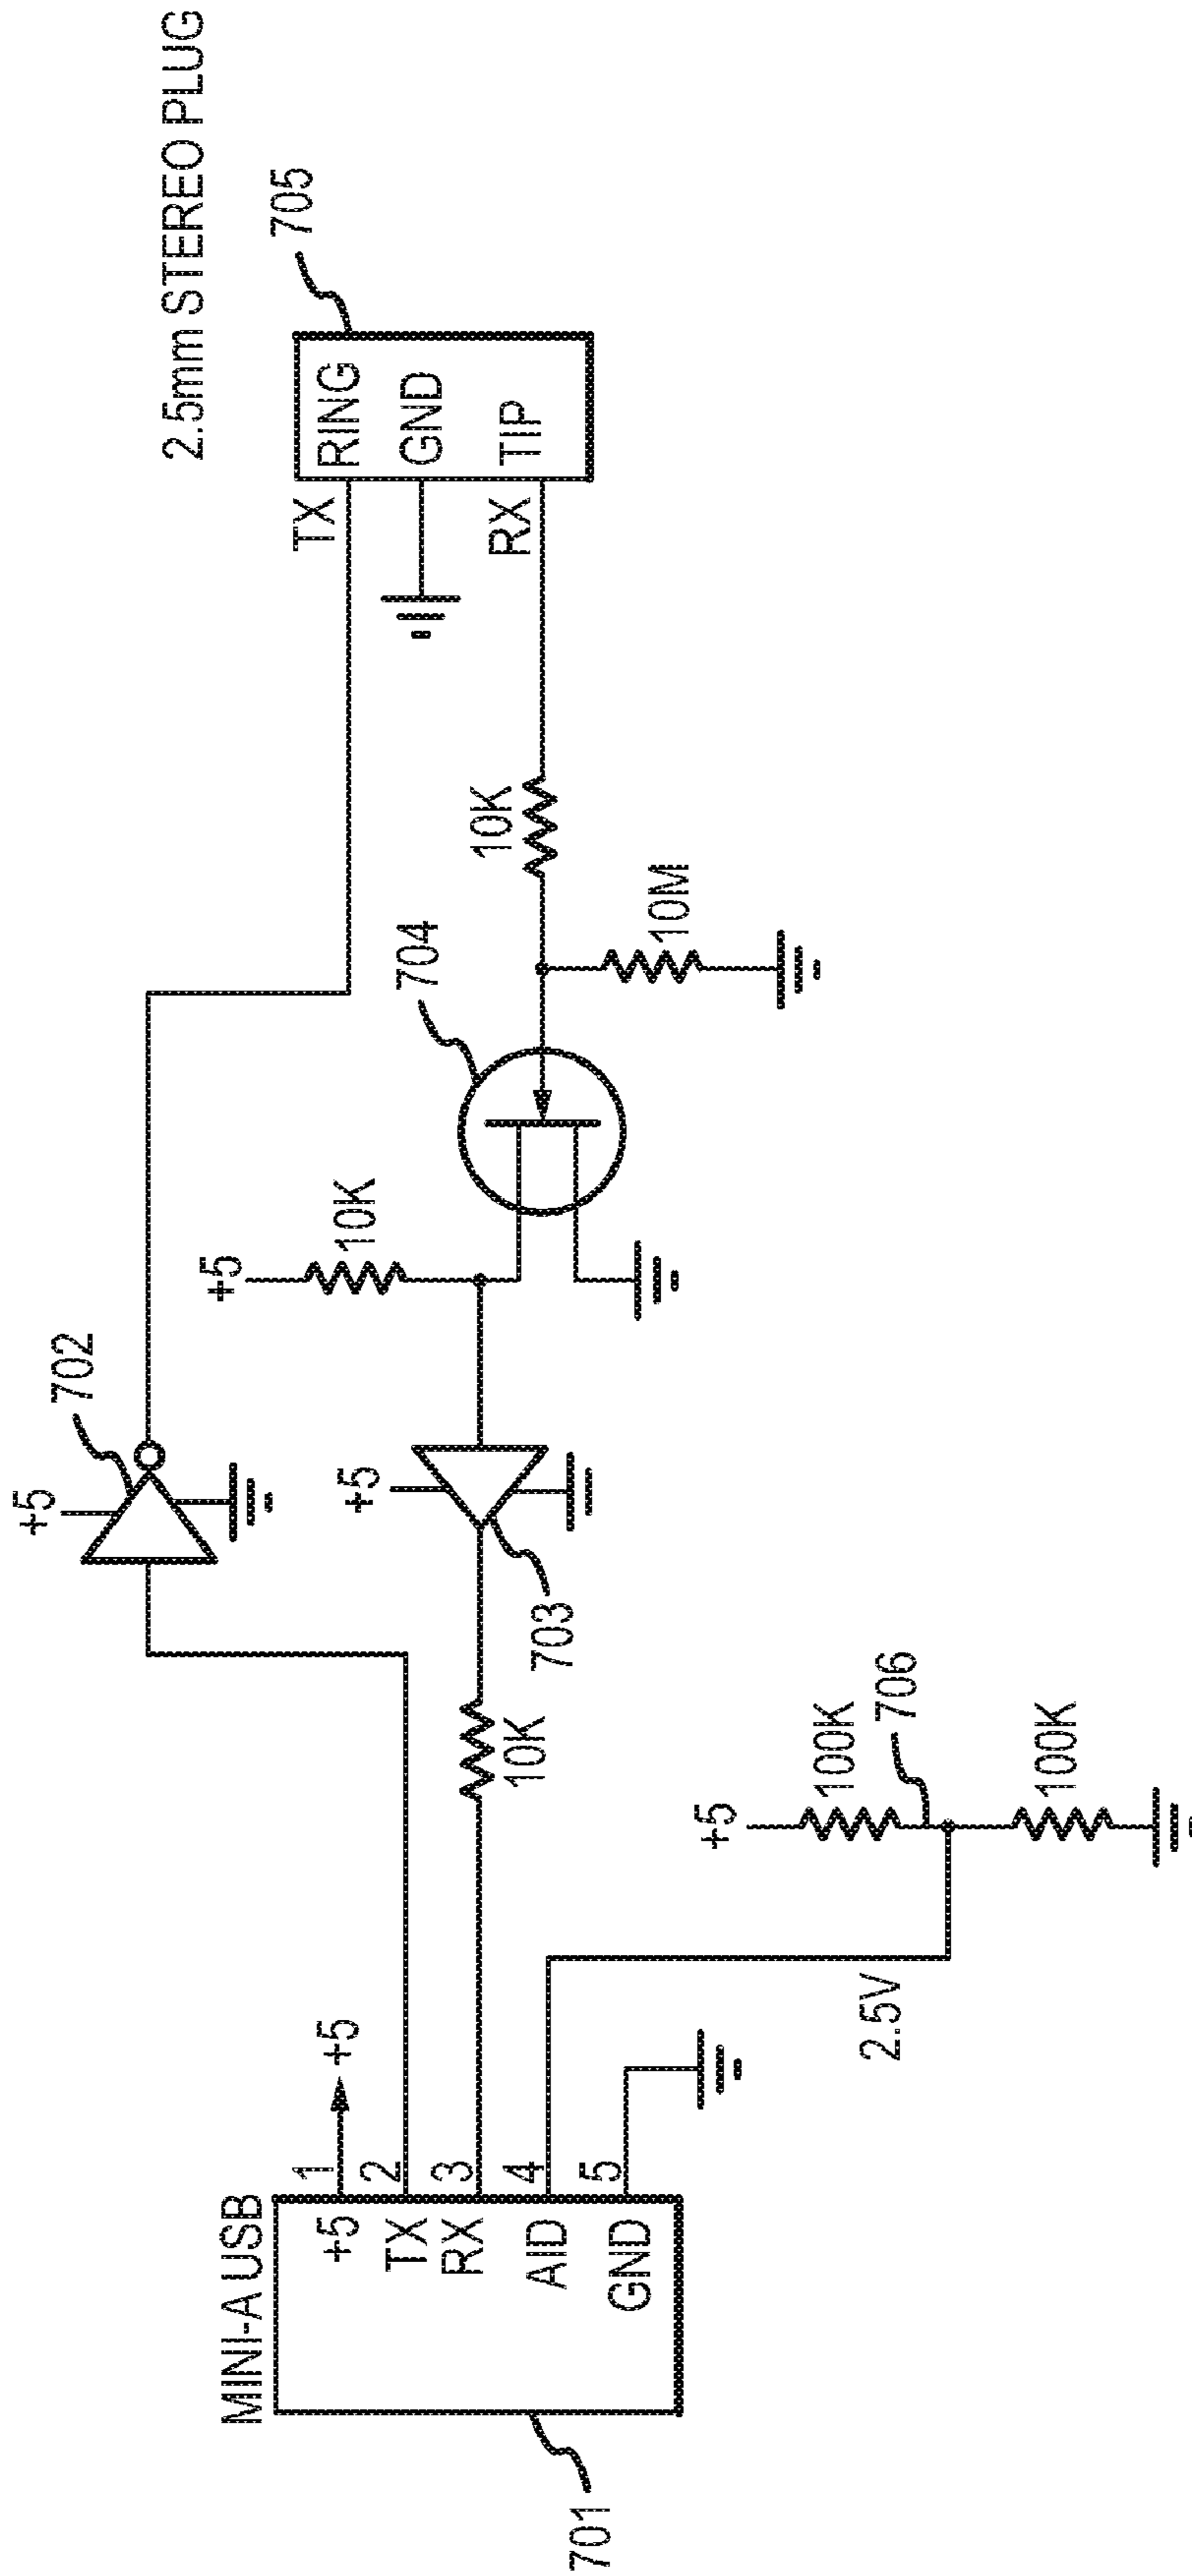 2.5mm STEREO PLUG
705
RING
GND
TIP
TX
RX
10K
10M
704
+5
10K
702
+5
+5
703
10K
+5
100K
706
100K
2.5V
MINI-A USB
+5
1
+5
TX
2
RX
3
AID
4
GND
5
701